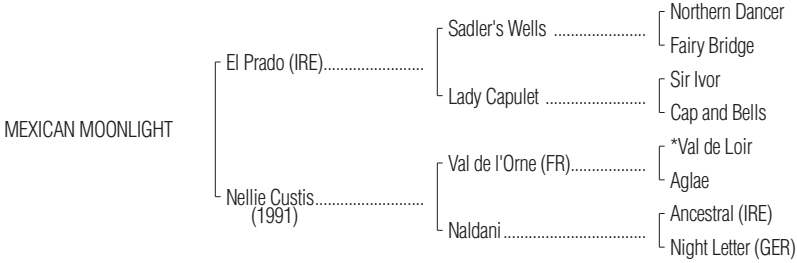 Northern Dancer
Sadler's Wells ......................
Fairy Bridge
El Prado (IRE)........................
Sir Ivor
Lady Capulet ........................
Cap and Bells
MEXICAN MOONLIGHT
*Val de Loir
Val de l'Orne (FR)..................
Aglae
Nellie Custis..........................
(1991)
Ancestral (IRE)
Naldani..................................
Night Letter (GER)